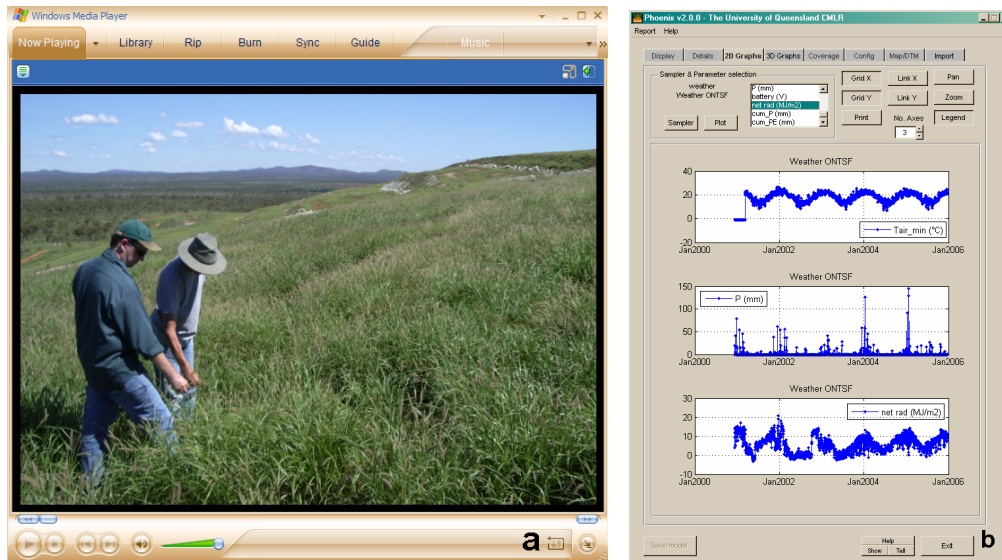 Windows Media Player
Now Playing Library Rip Burn Sync Guide Music
a
Phoenix v2.0.0 - The University of Queensland CMLR
Report Help
Display Details 2D Graphs 3D Graphs Coverage Config Map/DTM Import
Sampler & Parameter selection
weather
Weather ONTSF
P (mm)
battery (V)
net rad (MJ/m2)
cum_P (mm)
cum_PE (mm)
Sampler Plot
Grid X Link X Pan
Grid Y Link Y Zoom
Print No. Axes Legend
3
Weather ONTSF
40
20
0
-20
Tair_min (ºC)
Jan2000 Jan2002 Jan2004 Jan2006
Weather ONTSF
150
100
50
0
P (mm)
Jan2000 Jan2002 Jan2004 Jan2006
Weather ONTSF
30
20
10
0
-10
net rad (MJ/m2)
Jan2000 Jan2002 Jan2004 Jan2006
Save model
Help
Show Tell
Exit
b